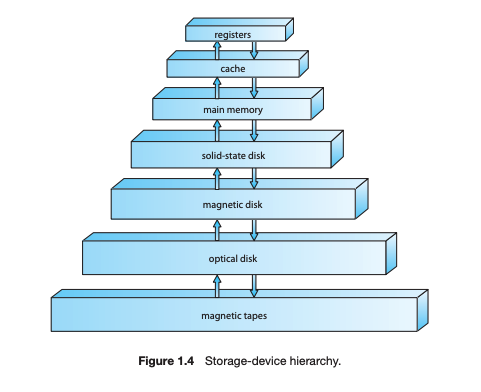 registers
cache
main memory
solid-state disk
magnetic disk
optical disk
magnetic tapes
Figure 1.4 Storage-device hierarchy.